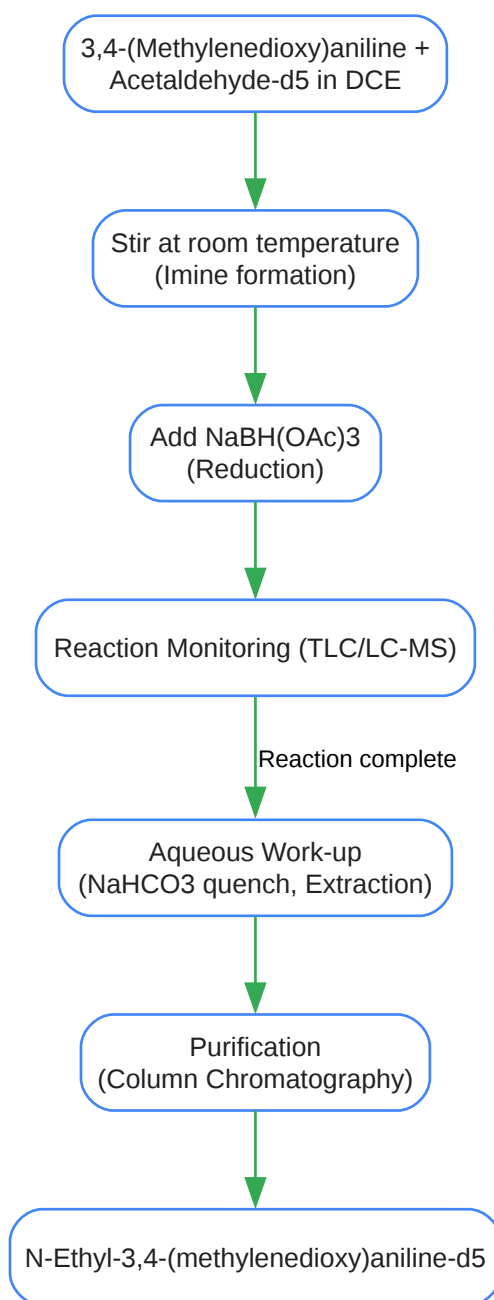 3,4-(Methylenedioxy)aniline +
Acetaldehyde-d5 in DCE
Stir at room temperature
(Imine formation)
Add NaBH(OAc)3
(Reduction)
Reaction Monitoring (TLC/LC-MS)
Reaction complete
Aqueous Work-up
(NaHCO3 quench, Extraction)
Purification
(Column Chromatography)
N-Ethyl-3,4-(methylenedioxy)aniline-d5